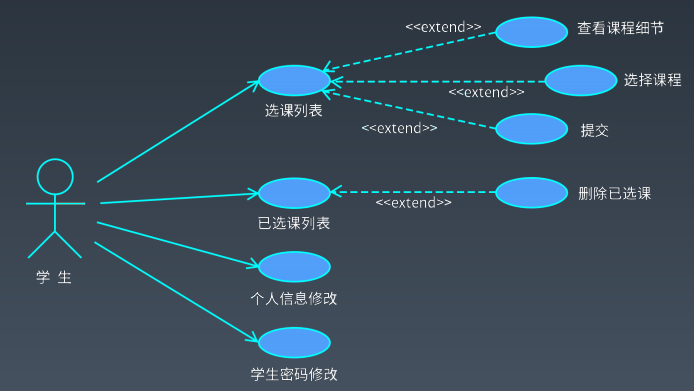 <<extend>>
查看课程细节
选择课程
<<extend>>
选课列表
<<extend>>
提交
删除已选课
<<extend>>
已选课列表
学 生
个人信息修改
学生密码修改